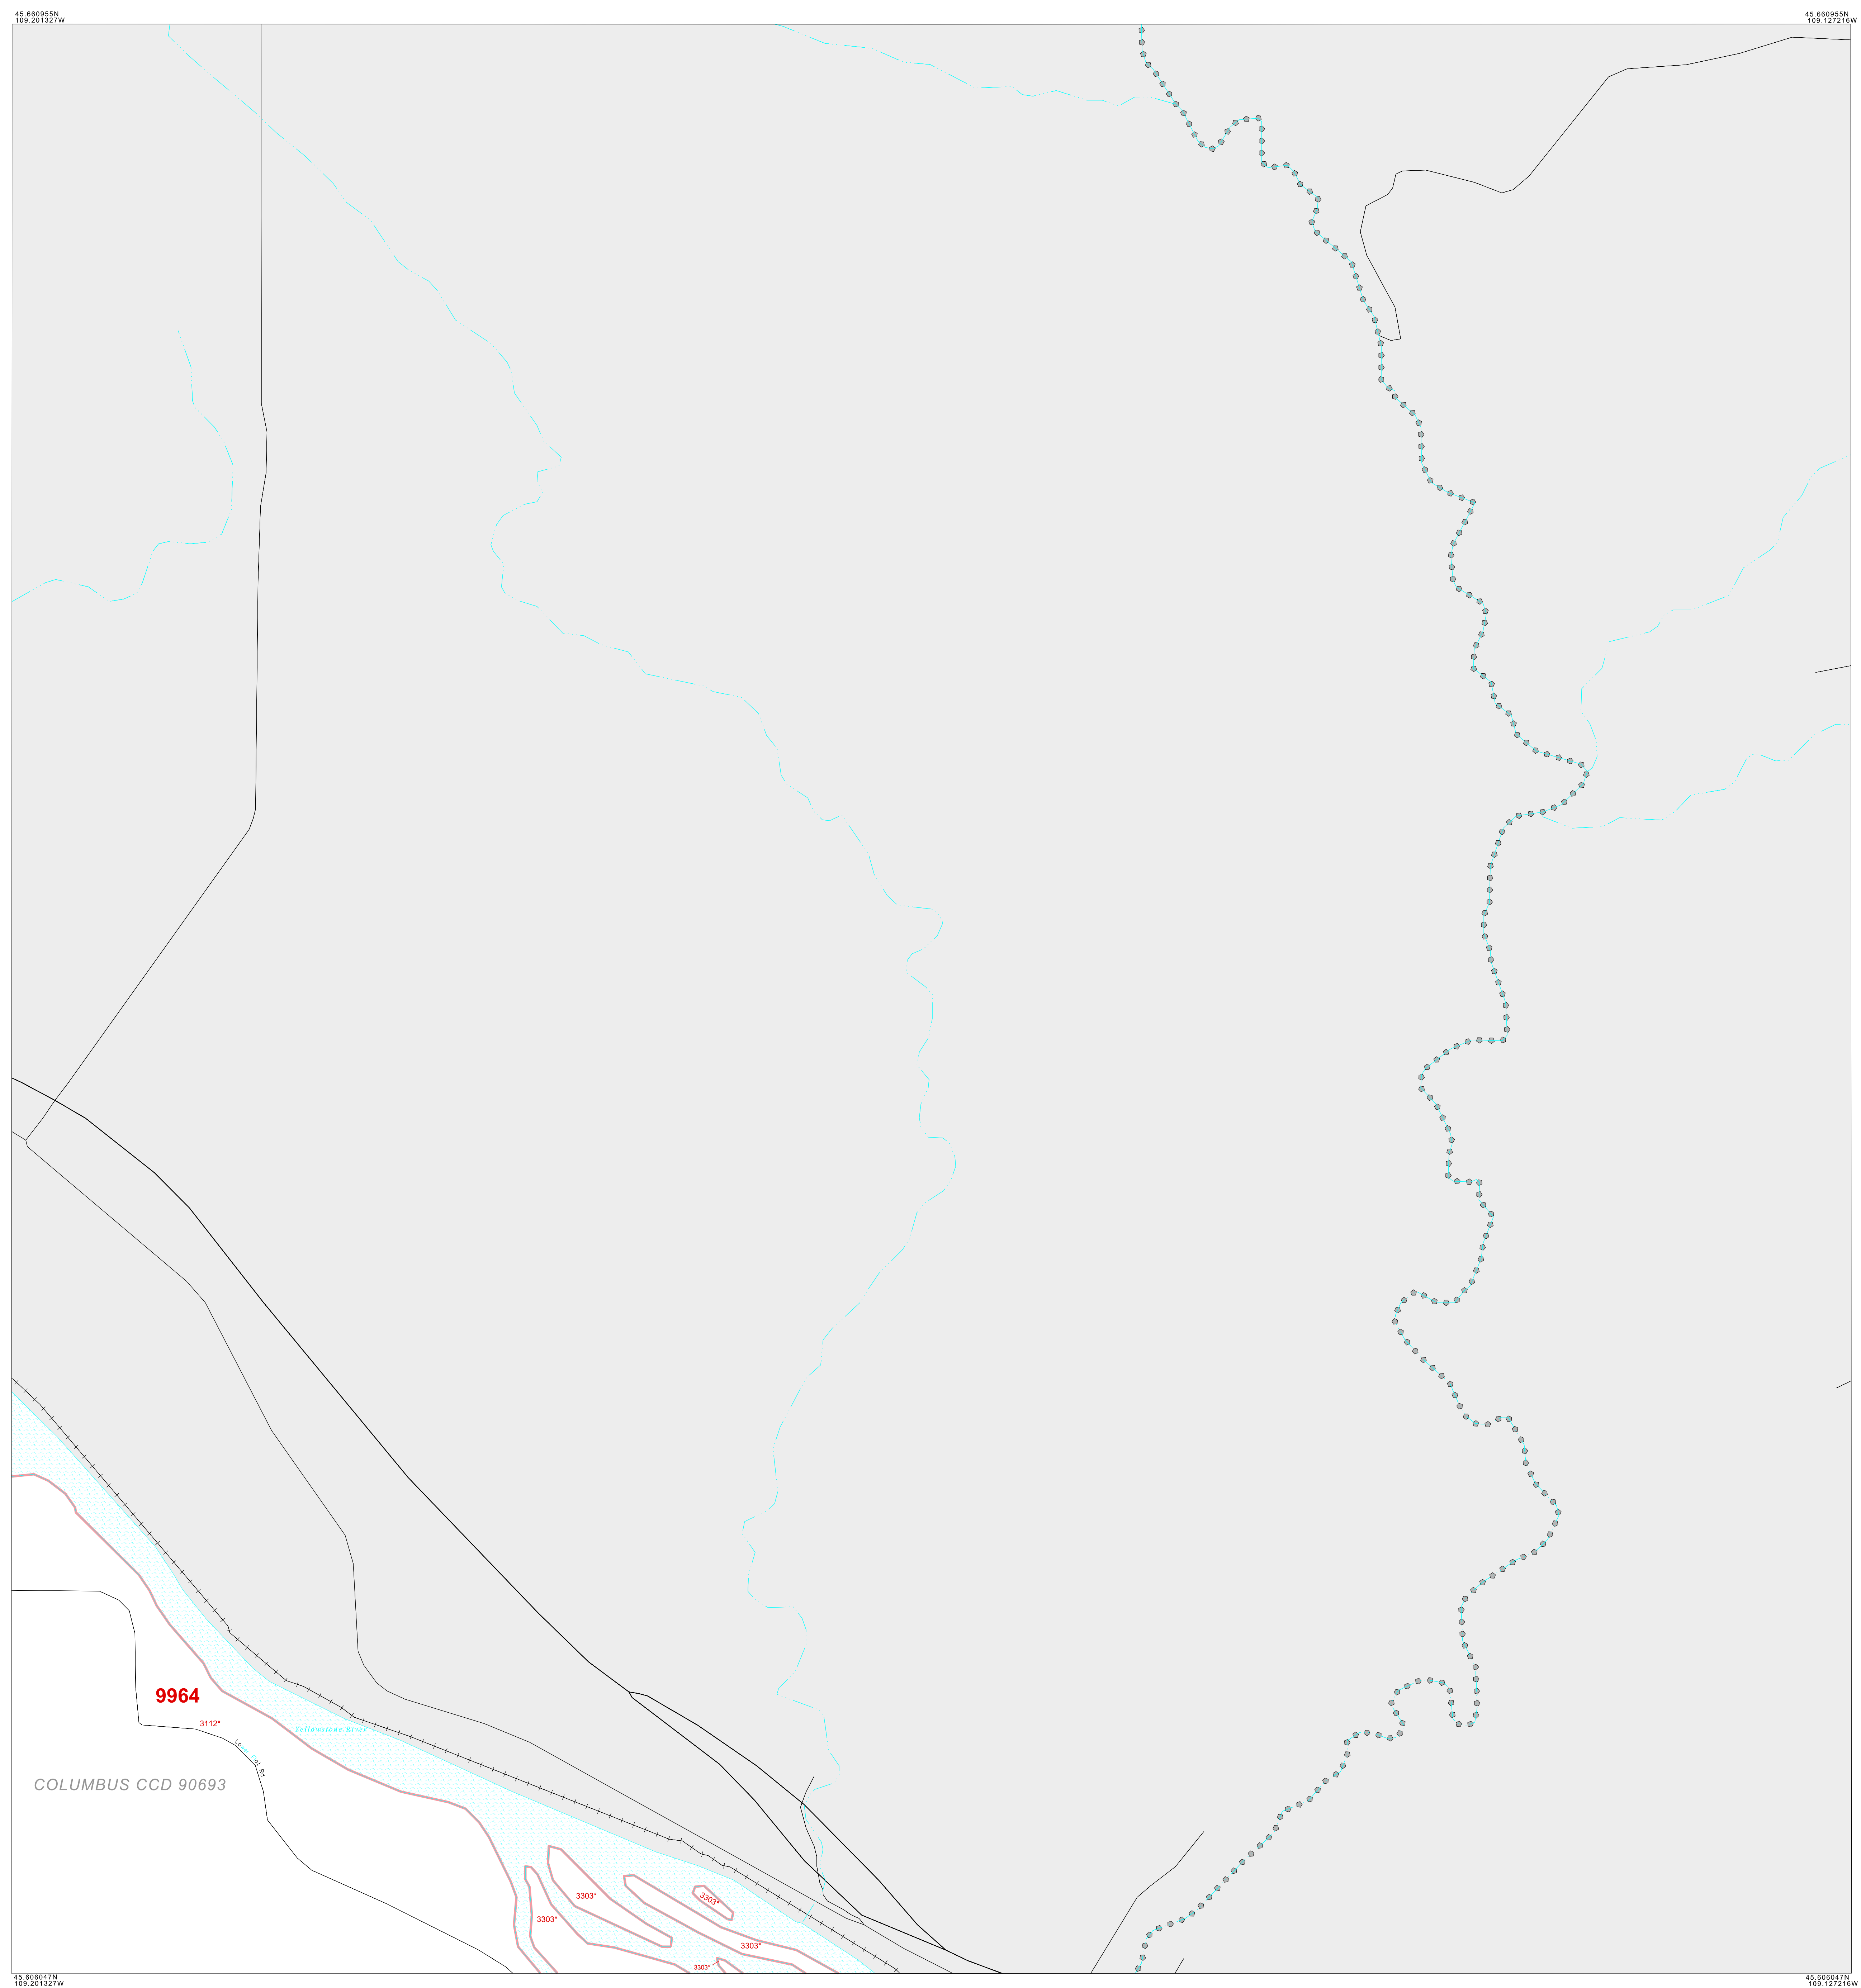 45.660955N
109.201327W
45.660955N
109.127216W
9964
3112*
Yellowstone River
Rd
COLUMBUS CCD 90693
3303*
3303*
3303*
3303*
3303*
45.606047N
109.201327W
45.606047N
109.127216W